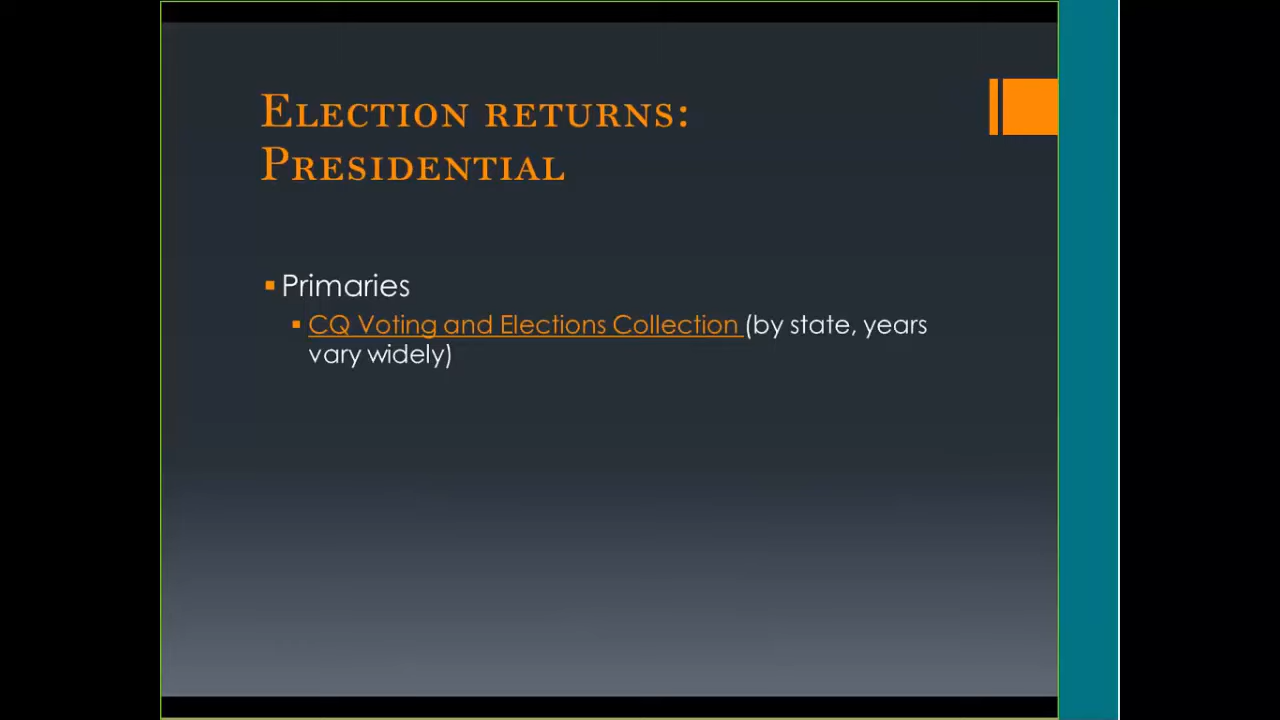 Election returns:
Presidential
Primaries
CQ Voting and Elections Collection (by state, years
vary widely)